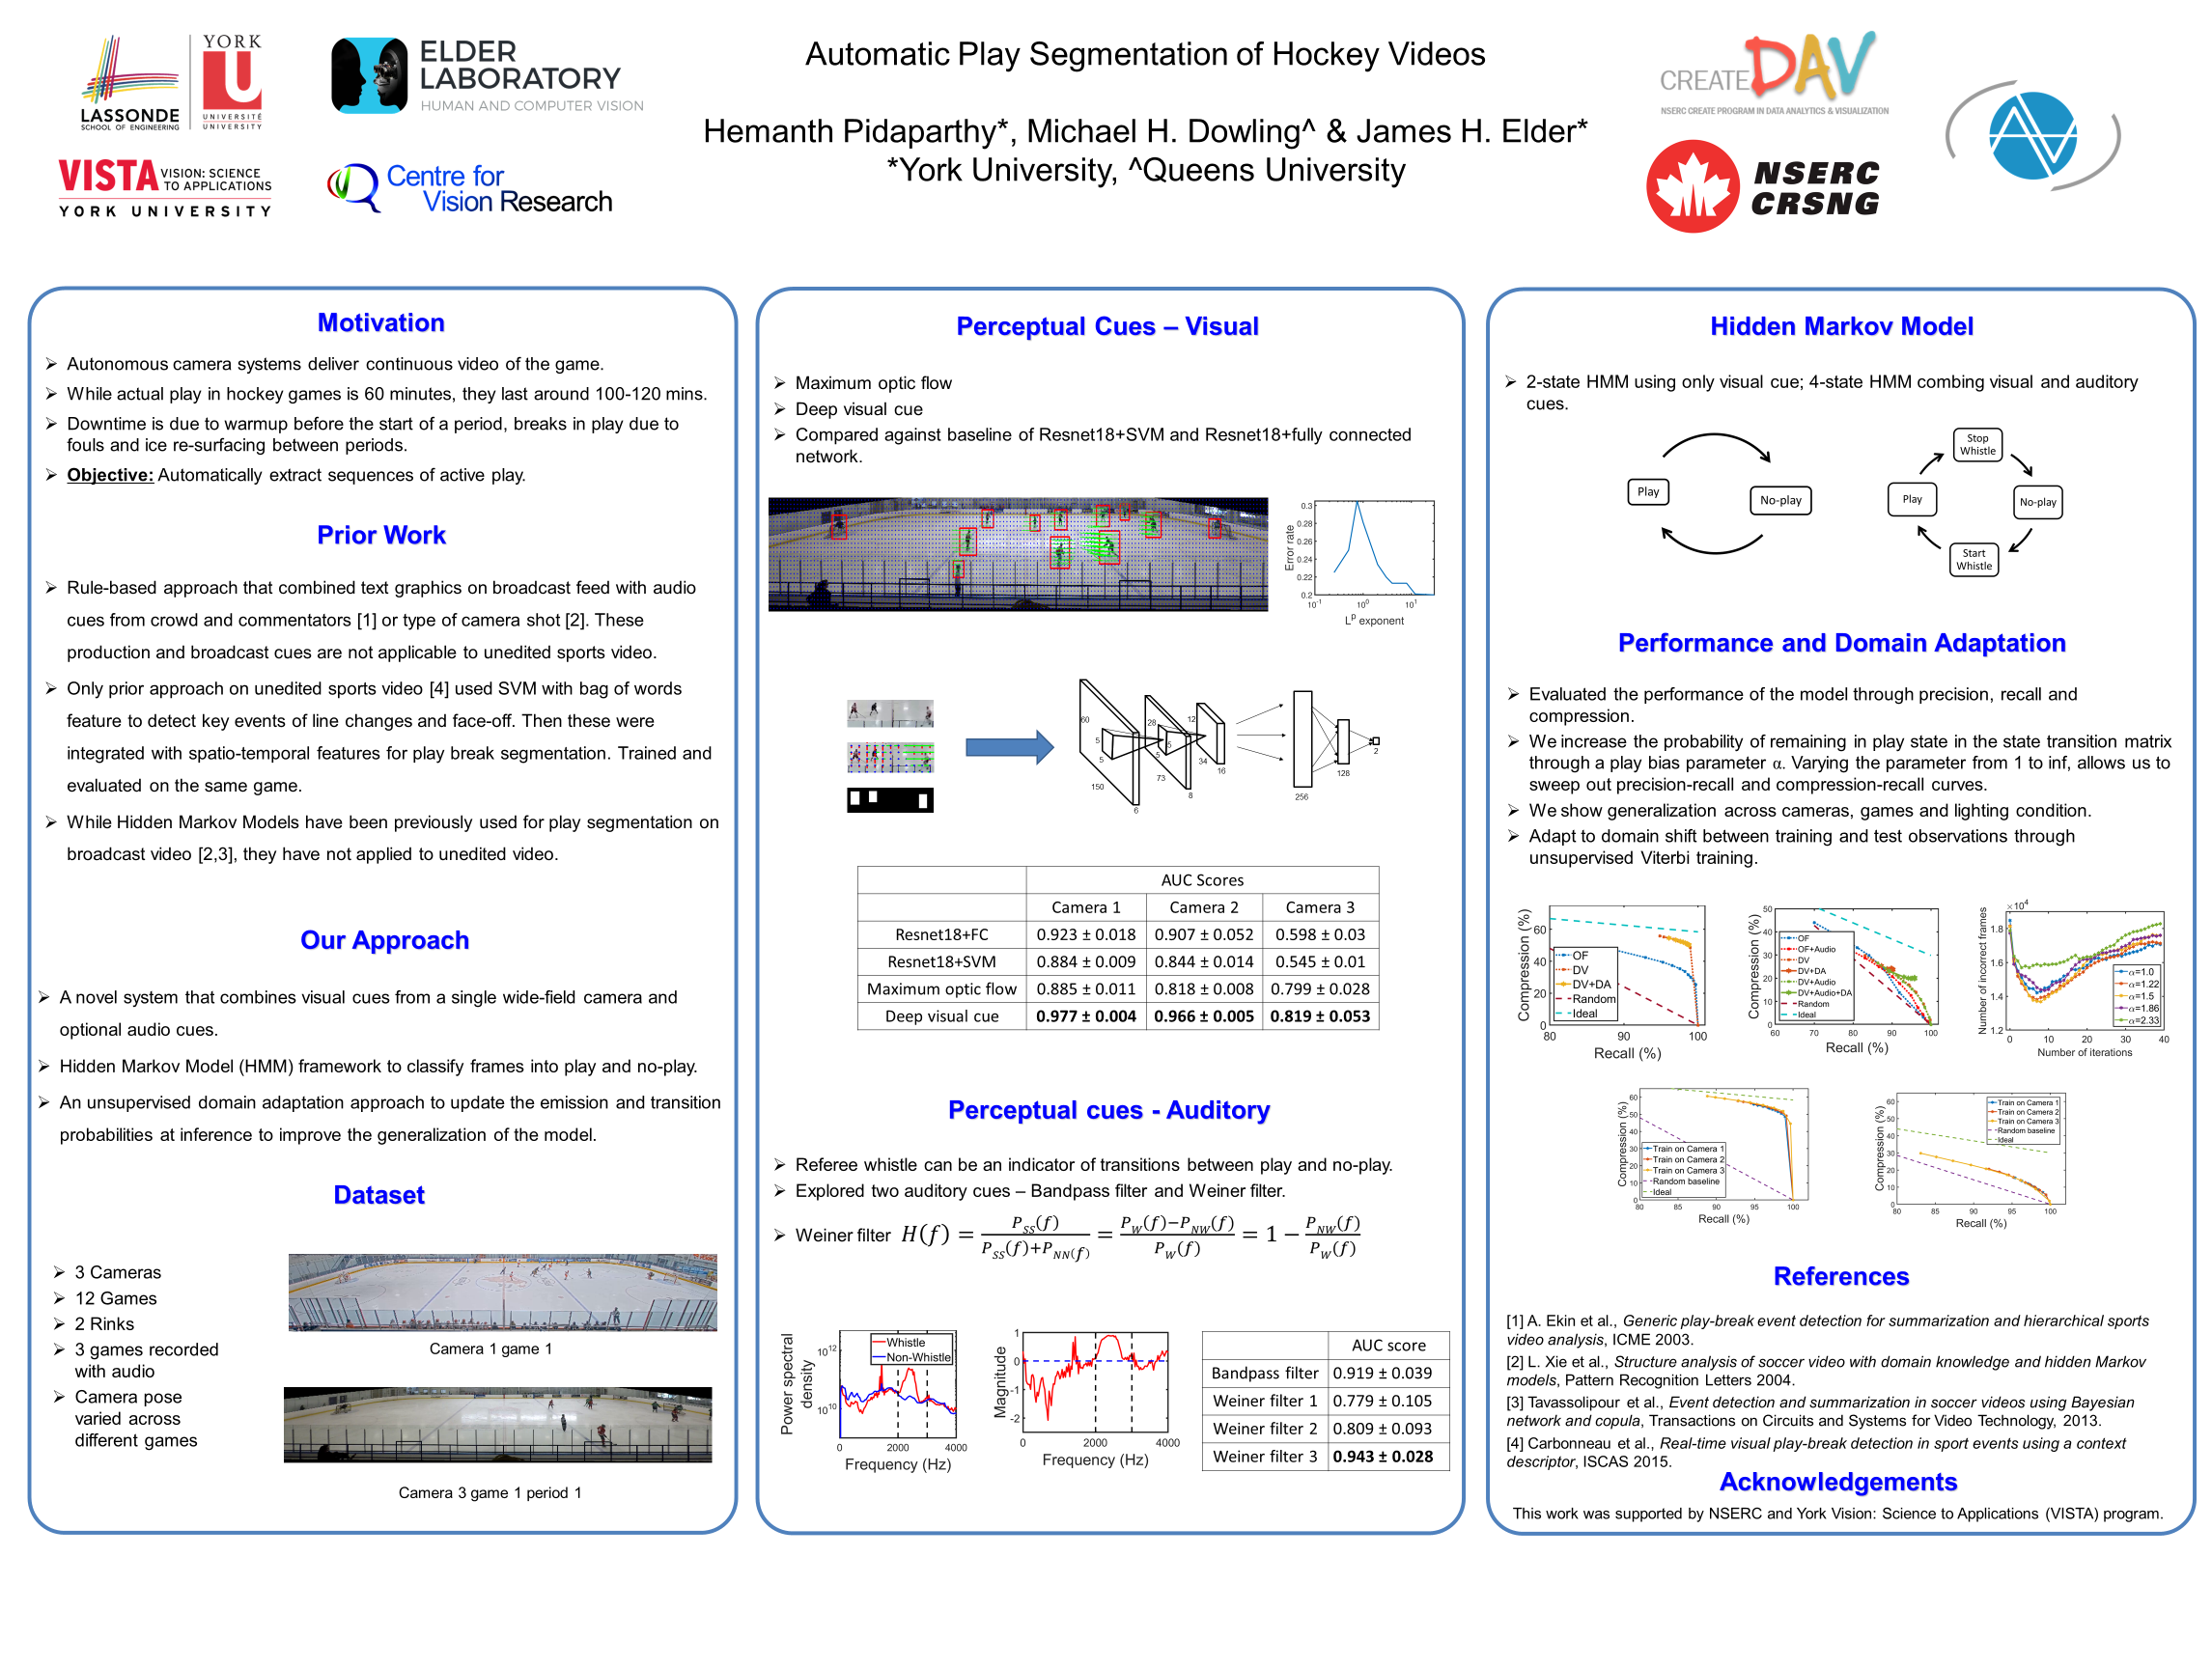 LASSONDE
SCHOOL OF ENGINEERING
YORK
U
UNIVERSITÉ
UNIVERSITY
ELDER
LABORATORY
HUMAN AND COMPUTER VISION
VISTA VISION: SCIENCE
TO APPLICATIONS
YORK UNIVERSITY
Centre for
Vision Research
Automatic Play Segmentation of Hockey Videos
Hemanth Pidaparthy*, Michael H. Dowling^ & James H. Elder*
*York University, ^Queens University
CREATE DAV
NSERC CREATE PROGRAM IN DATA ANALYTICS & VISUALIZATION
NSERC
CRSNG
Motivation
➢ Autonomous camera systems deliver continuous video of the game.
➢ While actual play in hockey games is 60 minutes, they last around 100-120 mins.
➢ Downtime is due to warmup before the start of a period, breaks in play due to
fouls and ice re-surfacing between periods.
➢ Objective: Automatically extract sequences of active play.
Prior Work
➢ Rule-based approach that combined text graphics on broadcast feed with audio
cues from crowd and commentators [1] or type of camera shot [2]. These
production and broadcast cues are not applicable to unedited sports video.
➢ Only prior approach on unedited sports video [4] used SVM with bag of words
feature to detect key events of line changes and face-off. Then these were
integrated with spatio-temporal features for play break segmentation. Trained and
evaluated on the same game.
➢ While Hidden Markov Models have been previously used for play segmentation on
broadcast video [2,3], they have not applied to unedited video.
Our Approach
➢ A novel system that combines visual cues from a single wide-field camera and
optional audio cues.
➢ Hidden Markov Model (HMM) framework to classify frames into play and no-play.
➢ An unsupervised domain adaptation approach to update the emission and transition
probabilities at inference to improve the generalization of the model.
Dataset
➢ 3 Cameras
➢ 12 Games
➢ 2 Rinks
➢ 3 games recorded
with audio
➢ Camera pose
varied across
different games
Camera 1 game 1
Camera 3 game 1 period 1
Perceptual Cues – Visual
➢ Maximum optic flow
➢ Deep visual cue
➢ Compared against baseline of Resnet18+SVM and Resnet18+fully connected
network.
Error rate
0.3
0.28
0.26
0.24
0.22
0.2
10^-1 10^0 10^1
L^p exponent
60
5
5
150
6
28
5
5
73
8
12
34
16
256
128
2
AUC Scores
Camera 1 Camera 2 Camera 3
Resnet18+FC 0.923 ± 0.018 0.907 ± 0.052 0.598 ± 0.03
Resnet18+SVM 0.884 ± 0.009 0.844 ± 0.014 0.545 ± 0.01
Maximum optic flow 0.885 ± 0.011 0.818 ± 0.008 0.799 ± 0.028
Deep visual cue 0.977 ± 0.004 0.966 ± 0.005 0.819 ± 0.053
Perceptual cues - Auditory
➢ Referee whistle can be an indicator of transitions between play and no-play.
➢ Explored two auditory cues – Bandpass filter and Weiner filter.
➢ Weiner filter H(f) = P_SS(f) / (P_SS(f)+P_NN(f)) = (P_W(f)−P_NW(f)) / P_W(f) = 1 − P_NW(f) / P_W(f)
Power spectral
density
10^12
10^10
Whistle
Non-Whistle
0 2000 4000
Frequency (Hz)
Magnitude
1
0
-1
-2
0 2000 4000
Frequency (Hz)
AUC score
Bandpass filter 0.919 ± 0.039
Weiner filter 1 0.779 ± 0.105
Weiner filter 2 0.809 ± 0.093
Weiner filter 3 0.943 ± 0.028
Hidden Markov Model
➢ 2-state HMM using only visual cue; 4-state HMM combing visual and auditory
cues.
Play
No-play
Stop
Whistle
Play
No-play
Start
Whistle
Performance and Domain Adaptation
➢ Evaluated the performance of the model through precision, recall and
compression.
➢ We increase the probability of remaining in play state in the state transition matrix
through a play bias parameter α. Varying the parameter from 1 to inf, allows us to
sweep out precision-recall and compression-recall curves.
➢ We show generalization across cameras, games and lighting condition.
➢ Adapt to domain shift between training and test observations through
unsupervised Viterbi training.
Compression (%)
60
40
20
0
OF
DV
DV+DA
Random
Ideal
80 90 100
Recall (%)
Compression (%)
50
40
30
20
10
0
OF
OF+Audio
DV
DV+DA
DV+Audio
DV+Audio+DA
Random
Ideal
60 70 80 90 100
Recall (%)
Number of incorrect frames
×10^4
1.8
1.6
1.4
1.2
α=1.0
α=1.22
α=1.5
α=1.86
α=2.33
0 10 20 30 40
Number of iterations
Compression (%)
60
50
40
30
20
10
0
Train on Camera 1
Train on Camera 2
Train on Camera 3
Random baseline
Ideal
80 85 90 95 100
Recall (%)
Compression (%)
60
50
40
30
20
10
0
Train on Camera 1
Train on Camera 2
Train on Camera 3
Random baseline
Ideal
80 85 90 95 100
Recall (%)
References
[1] A. Ekin et al., Generic play-break event detection for summarization and hierarchical sports
video analysis, ICME 2003.
[2] L. Xie et al., Structure analysis of soccer video with domain knowledge and hidden Markov
models, Pattern Recognition Letters 2004.
[3] Tavassolipour et al., Event detection and summarization in soccer videos using Bayesian
network and copula, Transactions on Circuits and Systems for Video Technology, 2013.
[4] Carbonneau et al., Real-time visual play-break detection in sport events using a context
descriptor, ISCAS 2015.
Acknowledgements
This work was supported by NSERC and York Vision: Science to Applications (VISTA) program.